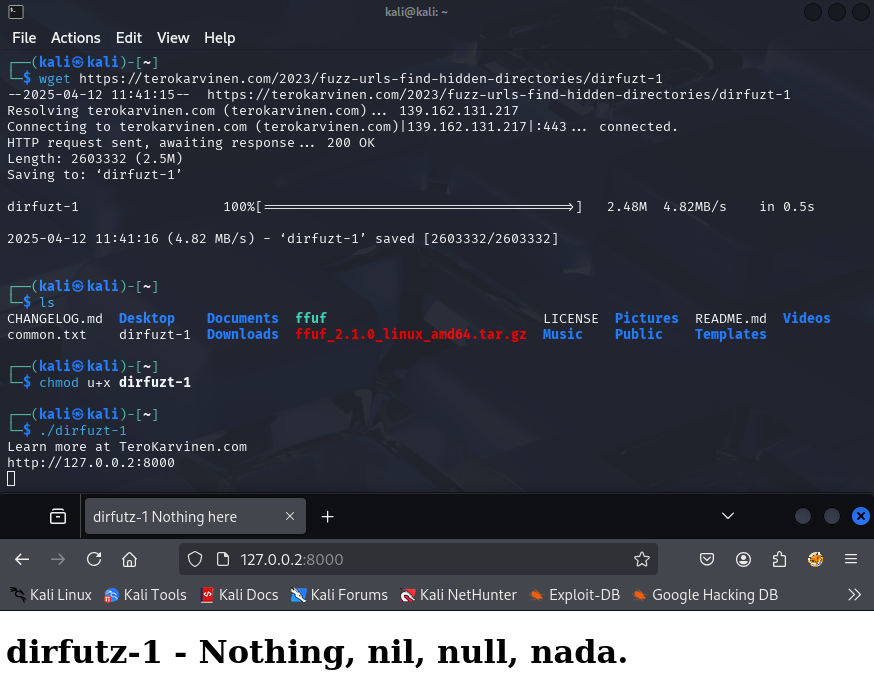 kali@kali: ~
File Actions Edit View Help
┌──(kali㉿kali)-[~]
└─$ wget https://terokarvinen.com/2023/fuzz-urls-find-hidden-directories/dirfuzt-1
--2025-04-12 11:41:15-- https://terokarvinen.com/2023/fuzz-urls-find-hidden-directories/dirfuzt-1
Resolving terokarvinen.com (terokarvinen.com)... 139.162.131.217
Connecting to terokarvinen.com (terokarvinen.com)|139.162.131.217|:443... connected.
HTTP request sent, awaiting response... 200 OK
Length: 2603332 (2.5M)
Saving to: ‘dirfuzt-1’
dirfuzt-1 100%[=======================================>] 2.48M 4.82MB/s in 0.5s
2025-04-12 11:41:16 (4.82 MB/s) - ‘dirfuzt-1’ saved [2603332/2603332]
┌──(kali㉿kali)-[~]
└─$ ls
CHANGELOG.md Desktop Documents ffuf LICENSE Pictures README.md Videos
common.txt dirfuzt-1 Downloads ffuf_2.1.0_linux_amd64.tar.gz Music Public Templates
┌──(kali㉿kali)-[~]
└─$ chmod u+x dirfuzt-1
┌──(kali㉿kali)-[~]
└─$ ./dirfuzt-1
Learn more at TeroKarvinen.com
http://127.0.0.2:8000
dirfutz-1 Nothing here
127.0.0.2:8000
Kali Linux Kali Tools Kali Docs Kali Forums Kali NetHunter Exploit-DB Google Hacking DB
dirfutz-1 - Nothing, nil, null, nada.